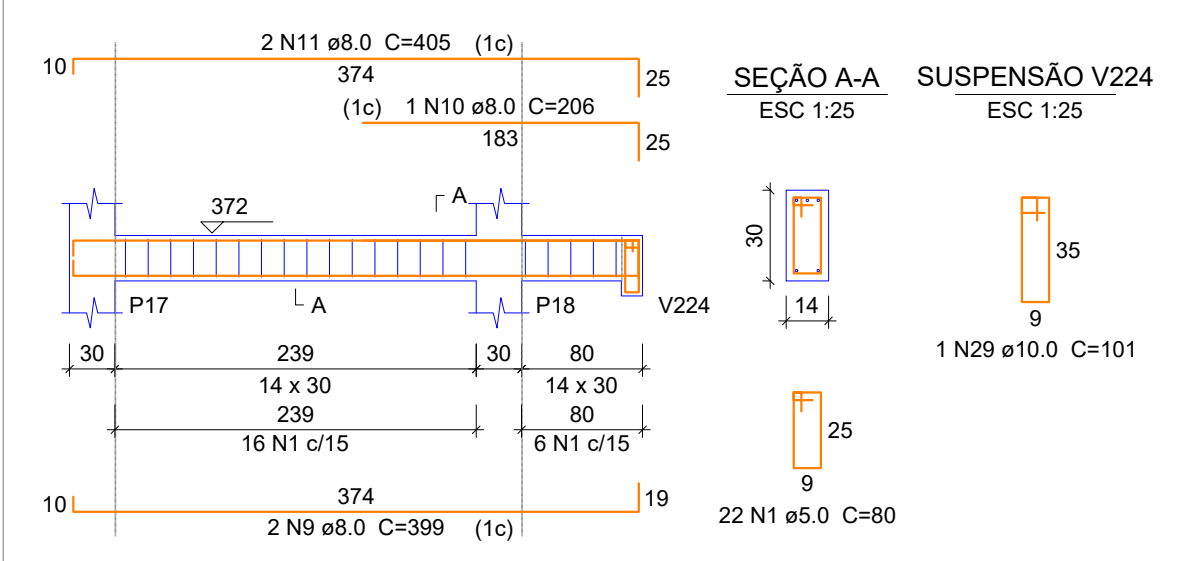 2 N11 ø8.0 C=405 (1c)
10
374
25
(1c) 1 N10 ø8.0 C=206
183
25
SEÇÃO A-A
ESC 1:25
SUSPENSÃO V224
ESC 1:25
372
A
A
P17
P18
V224
30
239
30
80
14 x 30
14 x 30
239
80
16 N1 c/15
6 N1 c/15
10
374
19
2 N9 ø8.0 C=399 (1c)
30
14
25
9
22 N1 ø5.0 C=80
35
9
1 N29 ø10.0 C=101